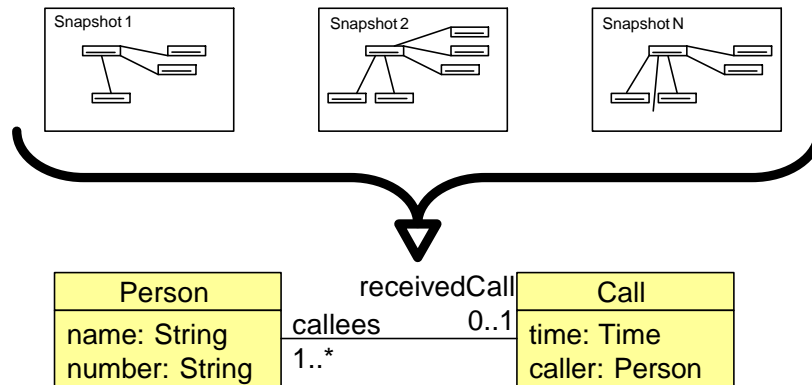 Snapshot 1
Snapshot 2
Snapshot N
Person
receivedCall
Call
name: String
callees
0..1
time: Time
number: String
1..*
caller: Person